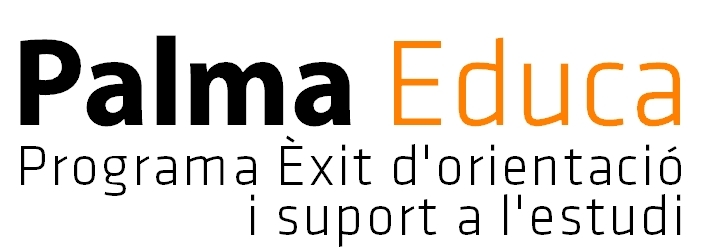 Palma Educa
Programa Èxit d'orientació
i suport a l'estudi